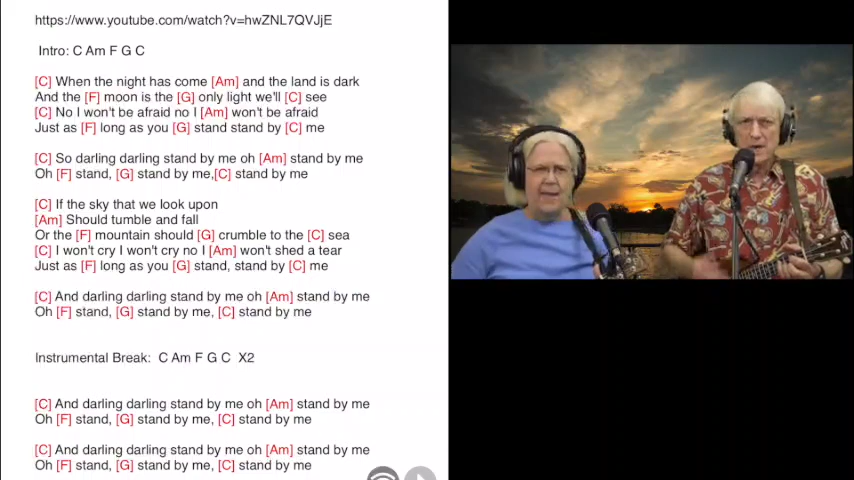 https://www.youtube.com/watch?v=hwZNL7QVJjE
Intro: C Am F G C
[C] When the night has come [Am] and the land is dark
And the [F] moon is the [G] only light we'll [C] see
[C] No I won't be afraid no I [Am] won't be afraid
Just as [F] long as you [G] stand stand by [C] me
[C] So darling darling stand by me oh [Am] stand by me
Oh [F] stand, [G] stand by me,[C] stand by me
[C] If the sky that we look upon
[Am] Should tumble and fall
Or the [F] mountain should [G] crumble to the [C] sea
[C] I won't cry I won't cry no I [Am] won't shed a tear
Just as [F] long as you [G] stand, stand by [C] me
[C] And darling darling stand by me oh [Am] stand by me
Oh [F] stand, [G] stand by me, [C] stand by me
Instrumental Break:  C Am F G C  X2
[C] And darling darling stand by me oh [Am] stand by me
Oh [F] stand, [G] stand by me, [C] stand by me
[C] And darling darling stand by me oh [Am] stand by me
Oh [F] stand, [G] stand by me, [C] stand by me